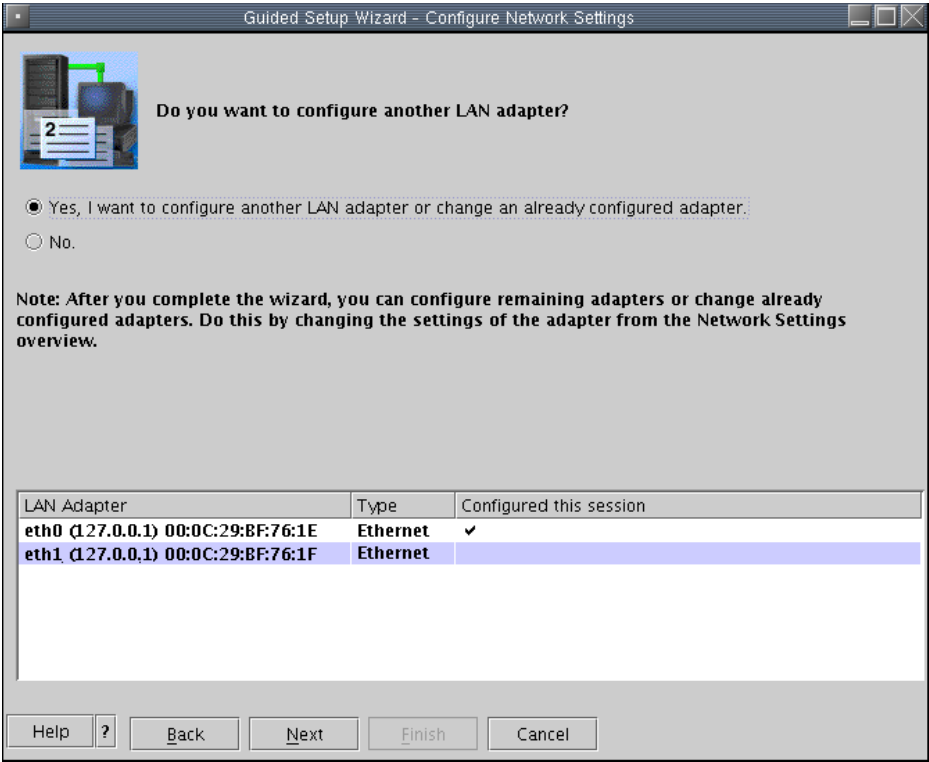 Guided Setup Wizard - Configure Network Settings
2
Do you want to configure another LAN adapter?
Yes, I want to configure another LAN adapter or change an already configured adapter.
No.
Note: After you complete the wizard, you can configure remaining adapters or change already
configured adapters. Do this by changing the settings of the adapter from the Network Settings
overview.
LAN Adapter Type Configured this session
eth0 (127.0.0.1) 00:0C:29:BF:76:1E Ethernet ✔
eth1 (127.0.0.1) 00:0C:29:BF:76:1F Ethernet
Help ? Back Next Finish Cancel